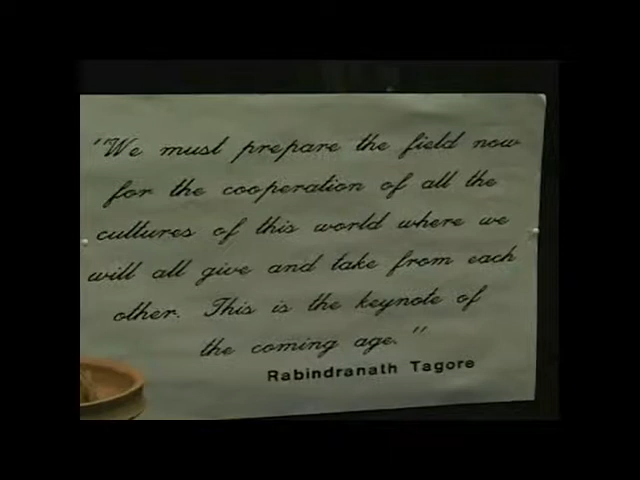 "We must prepare the field now
for the cooperation of all the
cultures of this world where we
will all give and take from each
other. This is the keynote of
the coming age."
Rabindranath Tagore